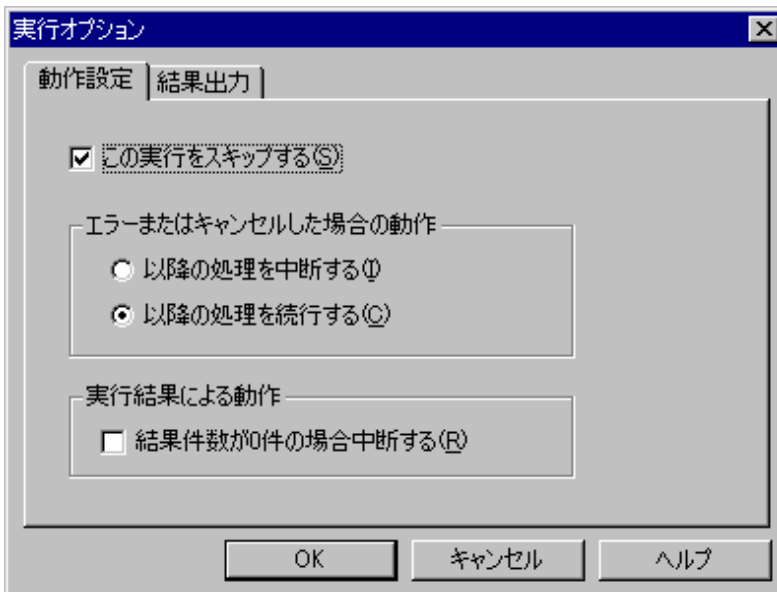 実行オプション
動作設定 結果出力
この実行をスキップする(S)
エラーまたはキャンセルした場合の動作
以降の処理を中断する(I)
以降の処理を続行する(C)
実行結果による動作
結果件数が0件の場合中断する(R)
OK キャンセル ヘルプ